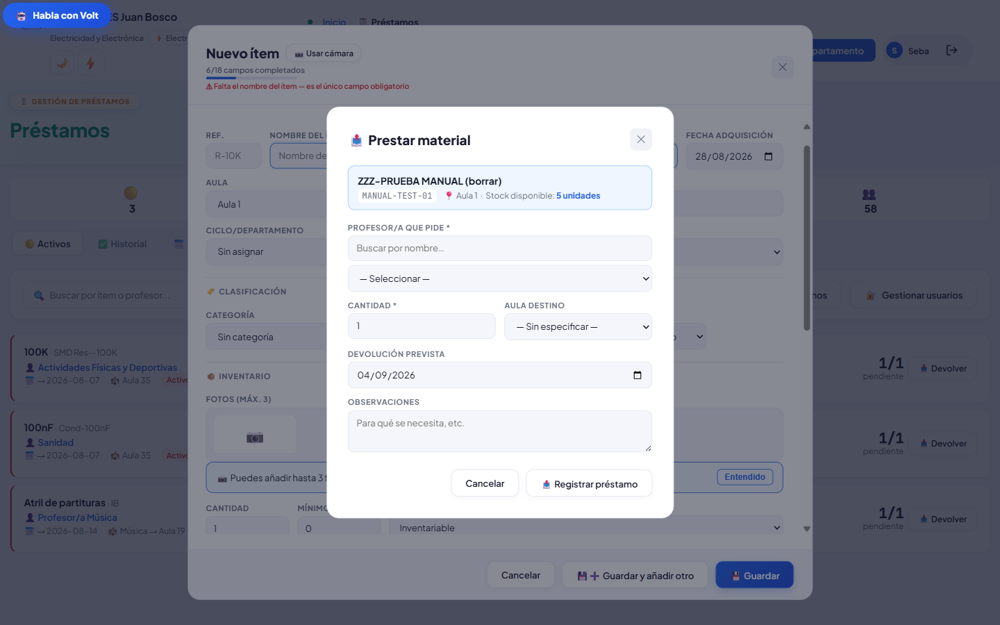 Habla con Volt
ES Juan Bosco
Electricidad y Electrónica
Electr
Inicio
Préstamos
partamento
S
Seba
GESTIÓN DE PRÉSTAMOS
Préstamos
3
58
Activos
Historial
Buscar por ítem o profesor...
nos
Gestionar usuarios
100K · SMD Res--100K
Actividades Físicas y Deportivas
→ 2026-08-07
Aula 35
Activo
1/1
pendiente
Devolver
100nF · Cond-100nF
Sanidad
→ 2026-08-07
Aula 35
Activo
1/1
pendiente
Devolver
Atril de partituras · IB
Profesor/a Música
→ 2026-08-14
Música → Aula 19
1/1
pendiente
Devolver
Nuevo ítem
Usar cámara
6/18 campos completados
⚠ Falta el nombre del ítem — es el único campo obligatorio
REF.
NOMBRE DEL
FECHA ADQUISICIÓN
R-10K
Nombre de
28/08/2026
AULA
Aula 1
CICLO/DEPARTAMENTO
Sin asignar
CLASIFICACIÓN
CATEGORÍA
Sin categoría
INVENTARIO
FOTOS (MÁX. 3)
Puedes añadir hasta 3 f
Entendido
CANTIDAD
MÍNIMO
1
0
Inventariable
Cancelar
Guardar y añadir otro
Guardar
Prestar material
ZZZ-PRUEBA MANUAL (borrar)
MANUAL-TEST-01
Aula 1 · Stock disponible: 5 unidades
PROFESOR/A QUE PIDE *
Buscar por nombre...
— Seleccionar —
CANTIDAD *
AULA DESTINO
1
— Sin especificar —
DEVOLUCIÓN PREVISTA
04/09/2026
OBSERVACIONES
Para qué se necesita, etc.
Cancelar
Registrar préstamo